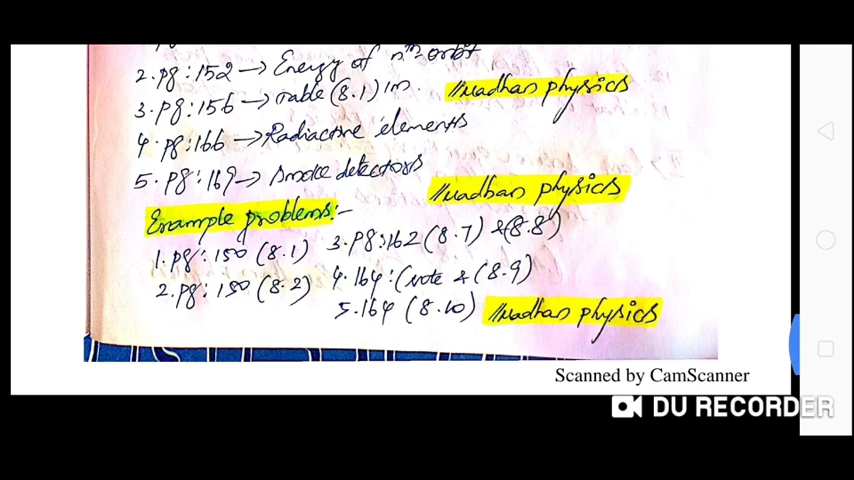 2. pg: 152 → Energy of nth orbit
3. pg: 156 → Table (8.1) im.
//Madhan physics
4. pg: 166 → Radiactive elements
5. pg: 169 → Smoke detectors
//Madhan physics
Example problems:-
1. pg: 150 (8.1)
3. pg: 162 (8.7) & (8.8)
2. pg: 150 (8.2)
4. 164: (note & (8.9)
5. 164 (8.10)
//Madhan physics
Scanned by CamScanner
DU RECORDER